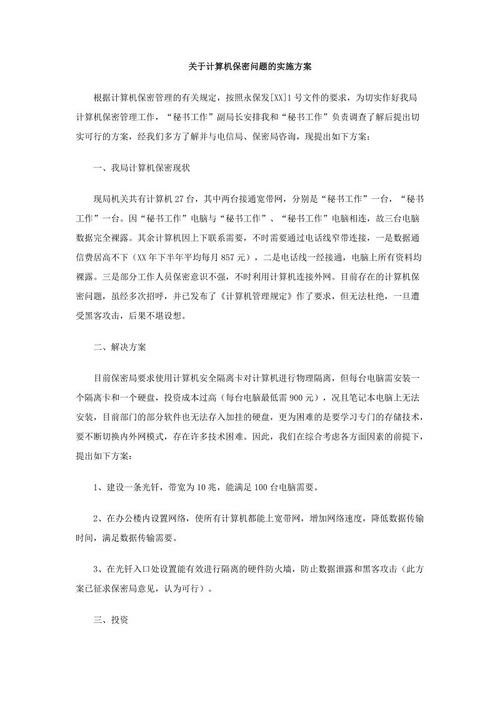 关于计算机保密问题的实施方案
根据计算机保密管理的有关规定，按照永保发[XX]1号文件的要求，为切实作好我局
计算机保密管理工作，“秘书工作”副局长安排我和“秘书工作”负责调查了解后提出切
实可行的方案，经我们多方了解并与电信局、保密局咨询，现提出如下方案：
一、我局计算机保密现状
现局机关共有计算机27台，其中两台接通宽带网，分别是“秘书工作”一台，“秘书
工作”一台。因“秘书工作”电脑与“秘书工作”、“秘书工作”电脑相连，故三台电脑
数据完全裸露。其余计算机因上下联系需要，不时需要通过电话线窄带连接，一是数据通
信费居高不下（XX年下半年平均每月857元），二是电话线一经接通，电脑上所有资料均
裸露。三是部分工作人员保密意识不强，不时利用计算机连接外网。目前存在的计算机保
密问题，虽经多次招呼，并已发布了《计算机管理规定》作了要求，但无法杜绝，一旦遭
受黑客攻击，后果不堪设想。
二、解决方案
目前保密局要求使用计算机安全隔离卡对计算机进行物理隔离，但每台电脑需安装一
个隔离卡和一个硬盘，投资成本过高（每台电脑最低需900元），况且笔记本电脑上无法
安装，目前部门的部分软件也无法存入加挂的硬盘，更为困难的是要学习专门的存储技术，
要不断切换内外网模式，存在许多技术困难。因此，我们在综合考虑各方面因素的前提下，
提出如下方案：
1、建设一条光钎，带宽为10兆，能满足100台电脑需要。
2、在办公楼内设置网络，使所有计算机都能上宽带网，增加网络速度，降低数据传输
时间，满足数据传输需要。
3、在光钎入口处设置能有效进行隔离的硬件防火墙，防止数据泄露和黑客攻击（此方
案已征求保密局意见，认为可行）。
三、投资